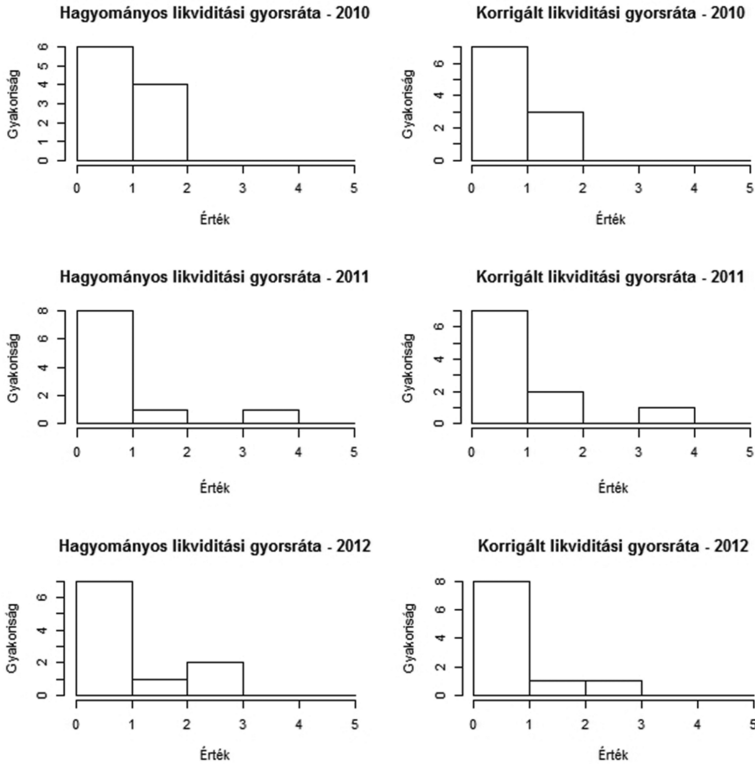 Hagyományos likviditási gyorsráta - 2010
Gyakoriság
0 1 2 3 4 5 6
0 1 2 3 4 5
Érték
Korrigált likviditási gyorsráta - 2010
Gyakoriság
0 2 4 6
0 1 2 3 4 5
Érték
Hagyományos likviditási gyorsráta - 2011
Gyakoriság
0 2 4 6 8
0 1 2 3 4 5
Érték
Korrigált likviditási gyorsráta - 2011
Gyakoriság
0 2 4 6
0 1 2 3 4 5
Érték
Hagyományos likviditási gyorsráta - 2012
Gyakoriság
0 2 4 6
0 1 2 3 4 5
Érték
Korrigált likviditási gyorsráta - 2012
Gyakoriság
0 2 4 6 8
0 1 2 3 4 5
Érték